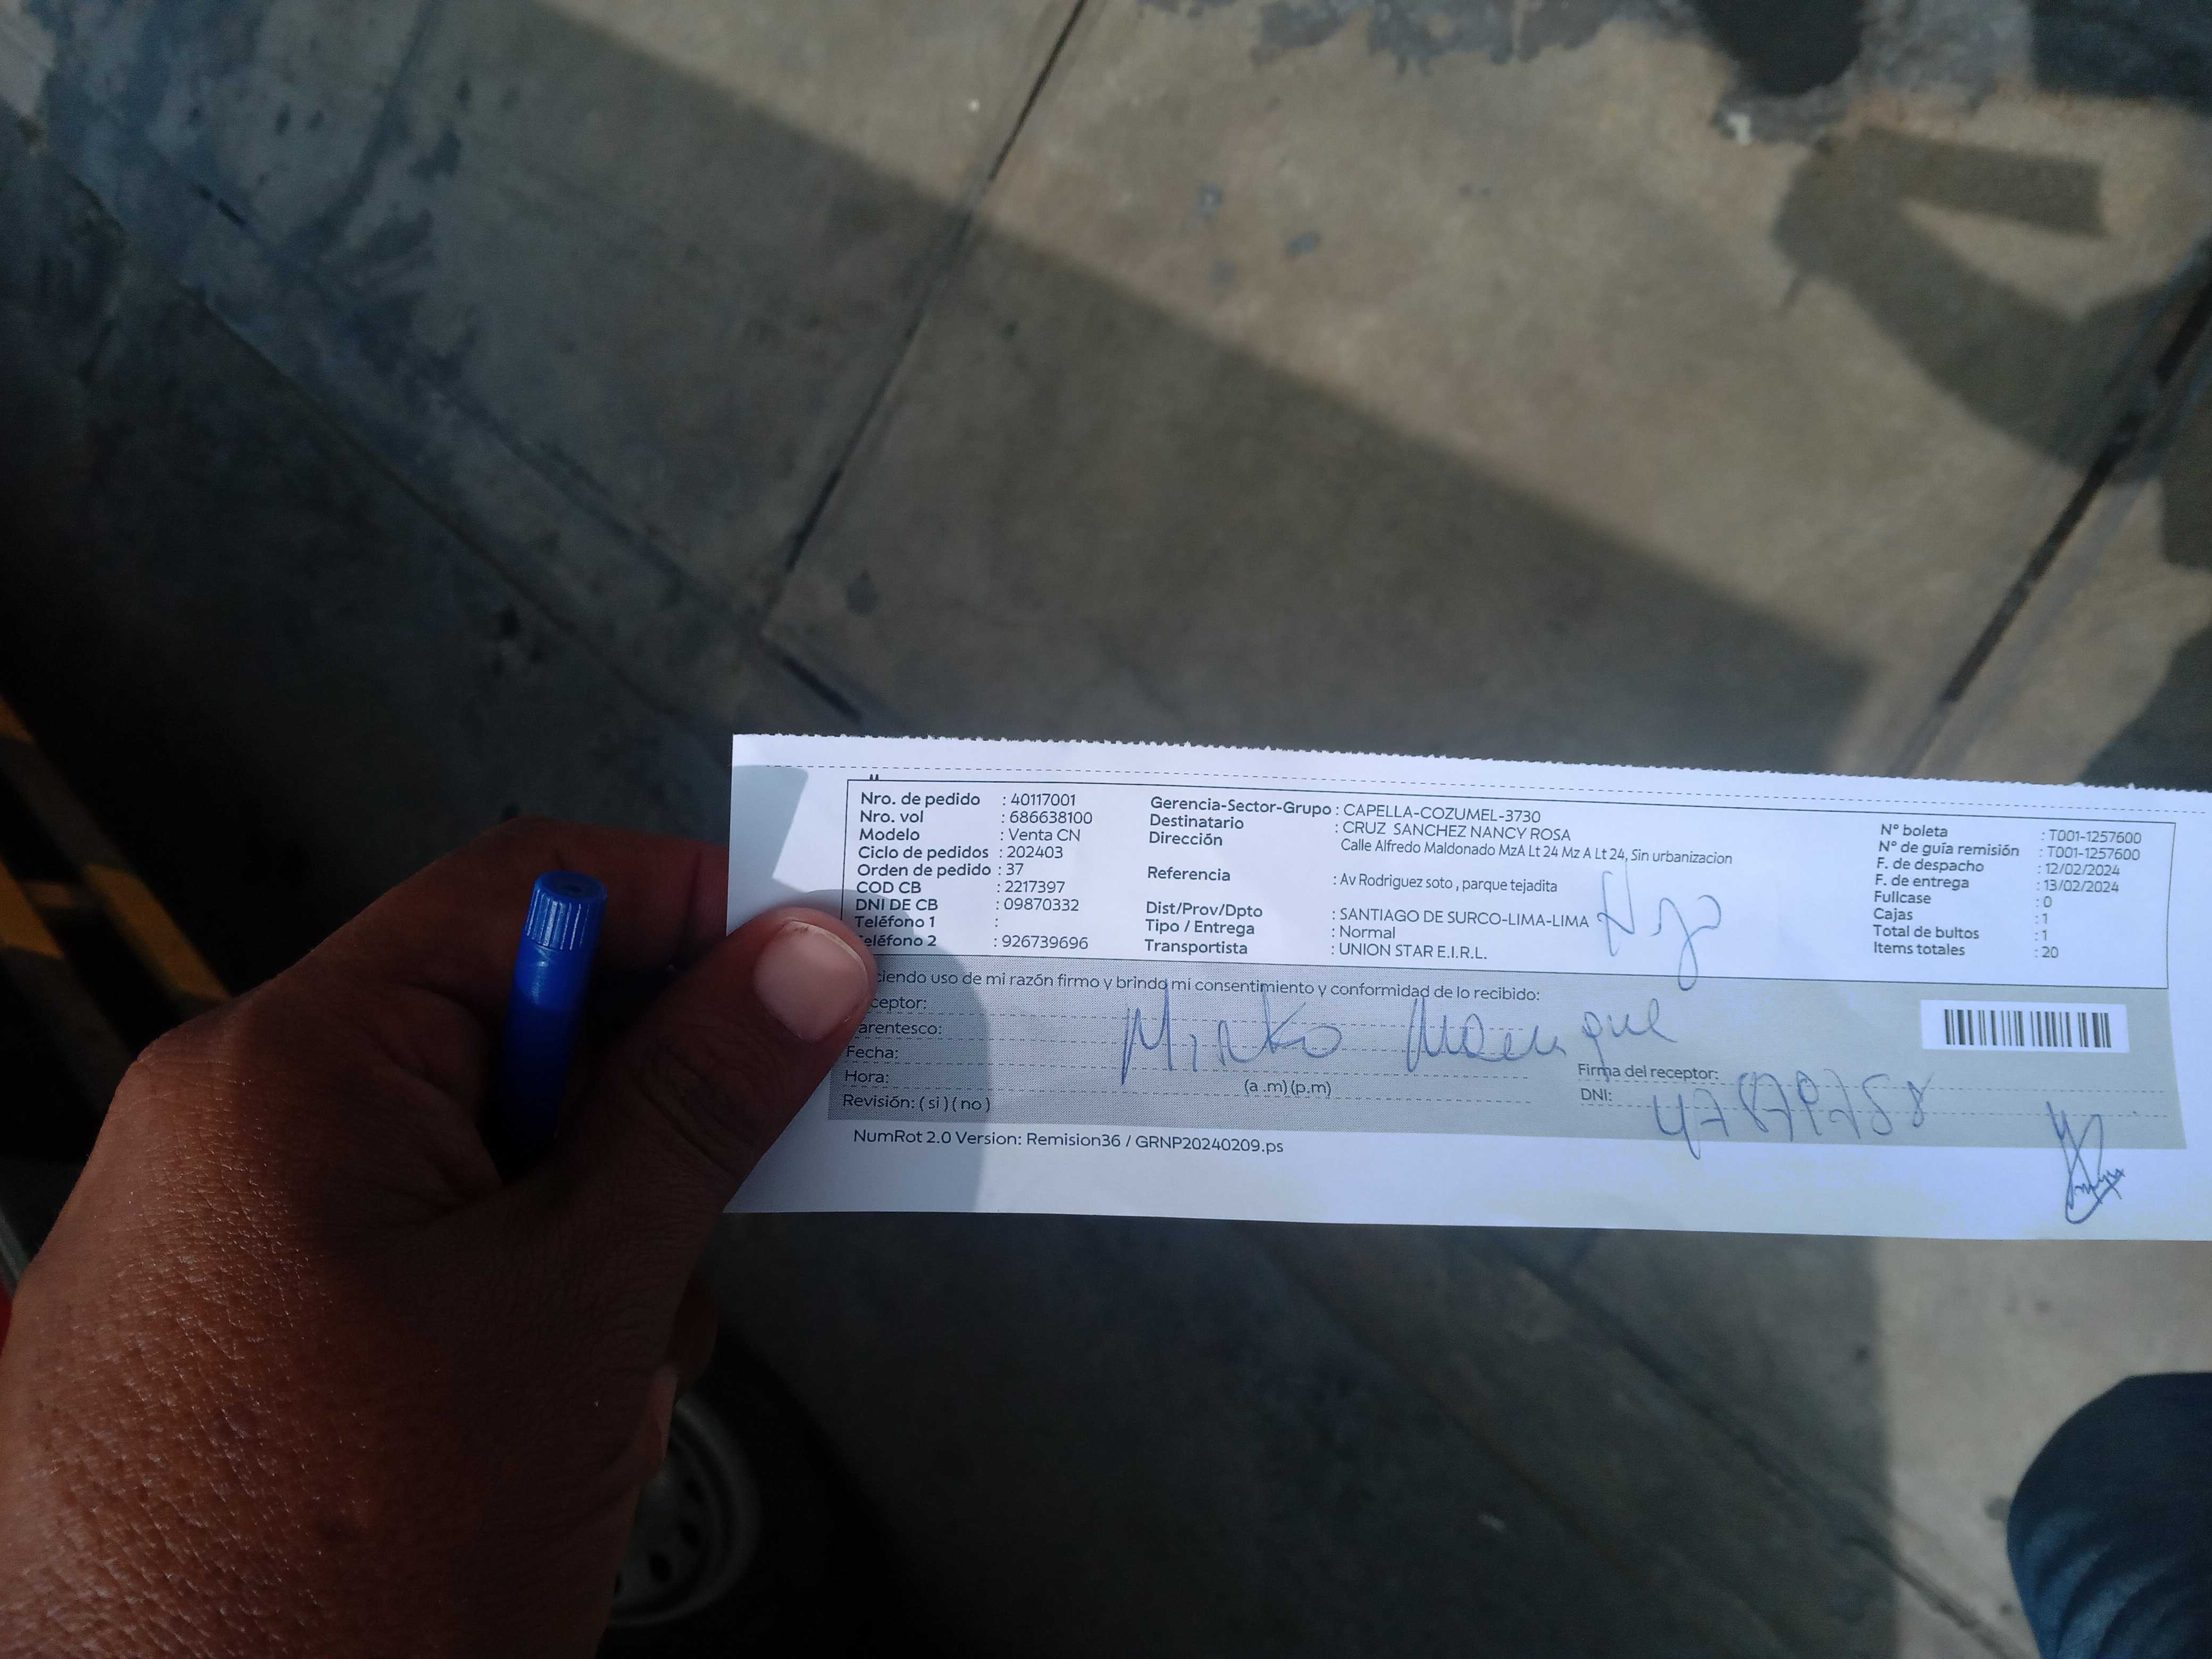 Nro. de pedido : 40117001
Nro. vol : 686638100
Modelo : Venta CN
Ciclo de pedidos : 202403
Orden de pedido : 37
COD CB : 2217397
DNI DE CB : 09870332
Teléfono 1 :
eléfono 2 : 926739696
Gerencia-Sector-Grupo : CAPELLA-COZUMEL-3730
Destinatario : CRUZ SANCHEZ NANCY ROSA
Dirección Calle Alfredo Maldonado MzA Lt 24 Mz A Lt 24, Sin urbanizacion
Referencia : Av Rodriguez soto , parque tejadita
Dist/Prov/Dpto : SANTIAGO DE SURCO-LIMA-LIMA
Tipo / Entrega : Normal
Transportista : UNION STAR E.I.R.L.
N° boleta : T001-1257600
N° de guía remisión : T001-1257600
F. de despacho : 12/02/2024
F. de entrega : 13/02/2024
Fullcase : 0
Cajas : 1
Total de bultos : 1
Items totales : 20
ciendo uso de mi razón firmo y brindo mi consentimiento y conformidad de lo recibido:
ceptor: Mirko
arentesco:
Fecha:
Hora: (a .m) (p.m)
Revisión: ( si ) ( no )
Firma del receptor:
DNI:
NumRot 2.0 Version: Remision36 / GRNP20240209.ps